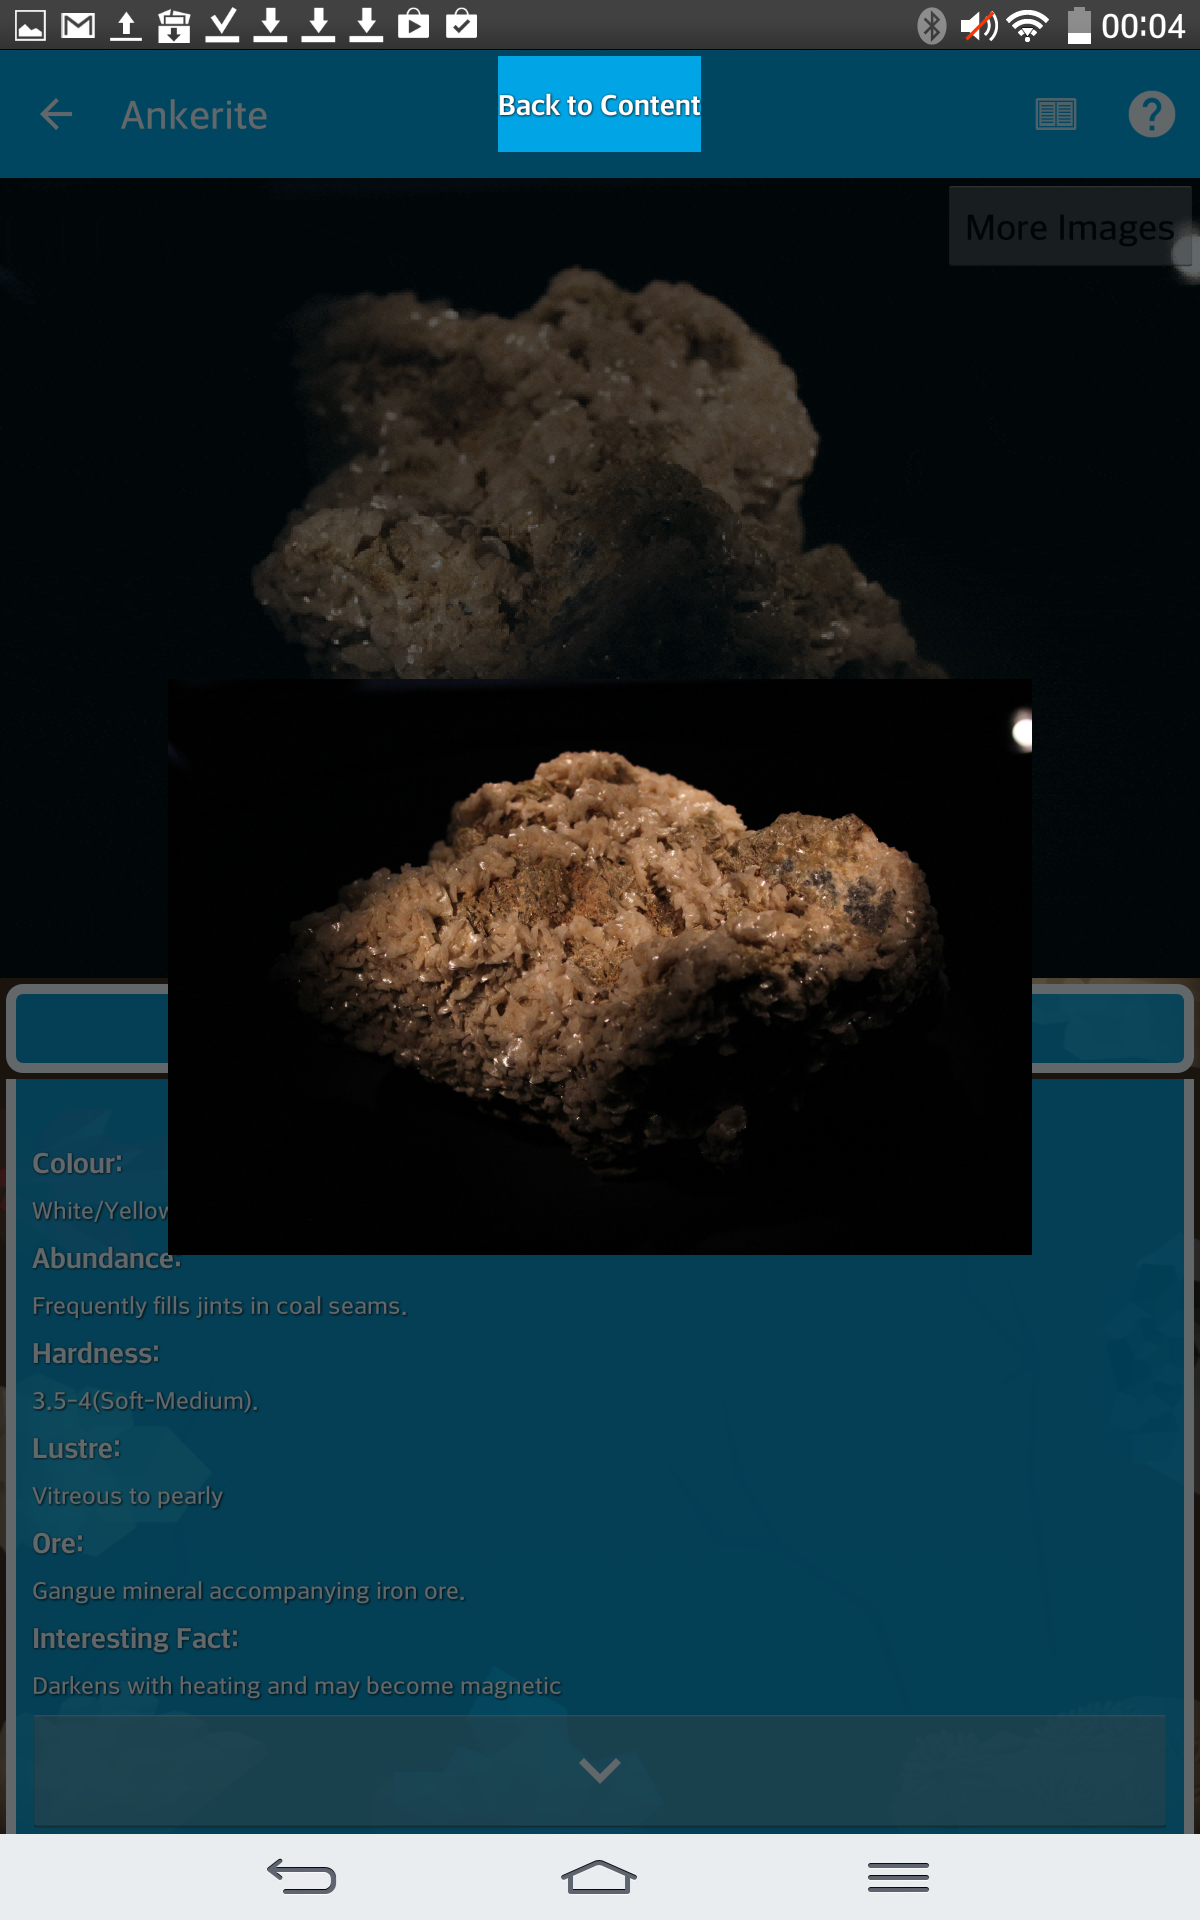 00:04
Ankerite
Back to Content
More Images
Colour:
White/Yellow
Abundance:
Frequently fills jints in coal seams.
Hardness:
3.5-4(Soft-Medium).
Lustre:
Vitreous to pearly
Ore:
Gangue mineral accompanying iron ore.
Interesting Fact:
Darkens with heating and may become magnetic